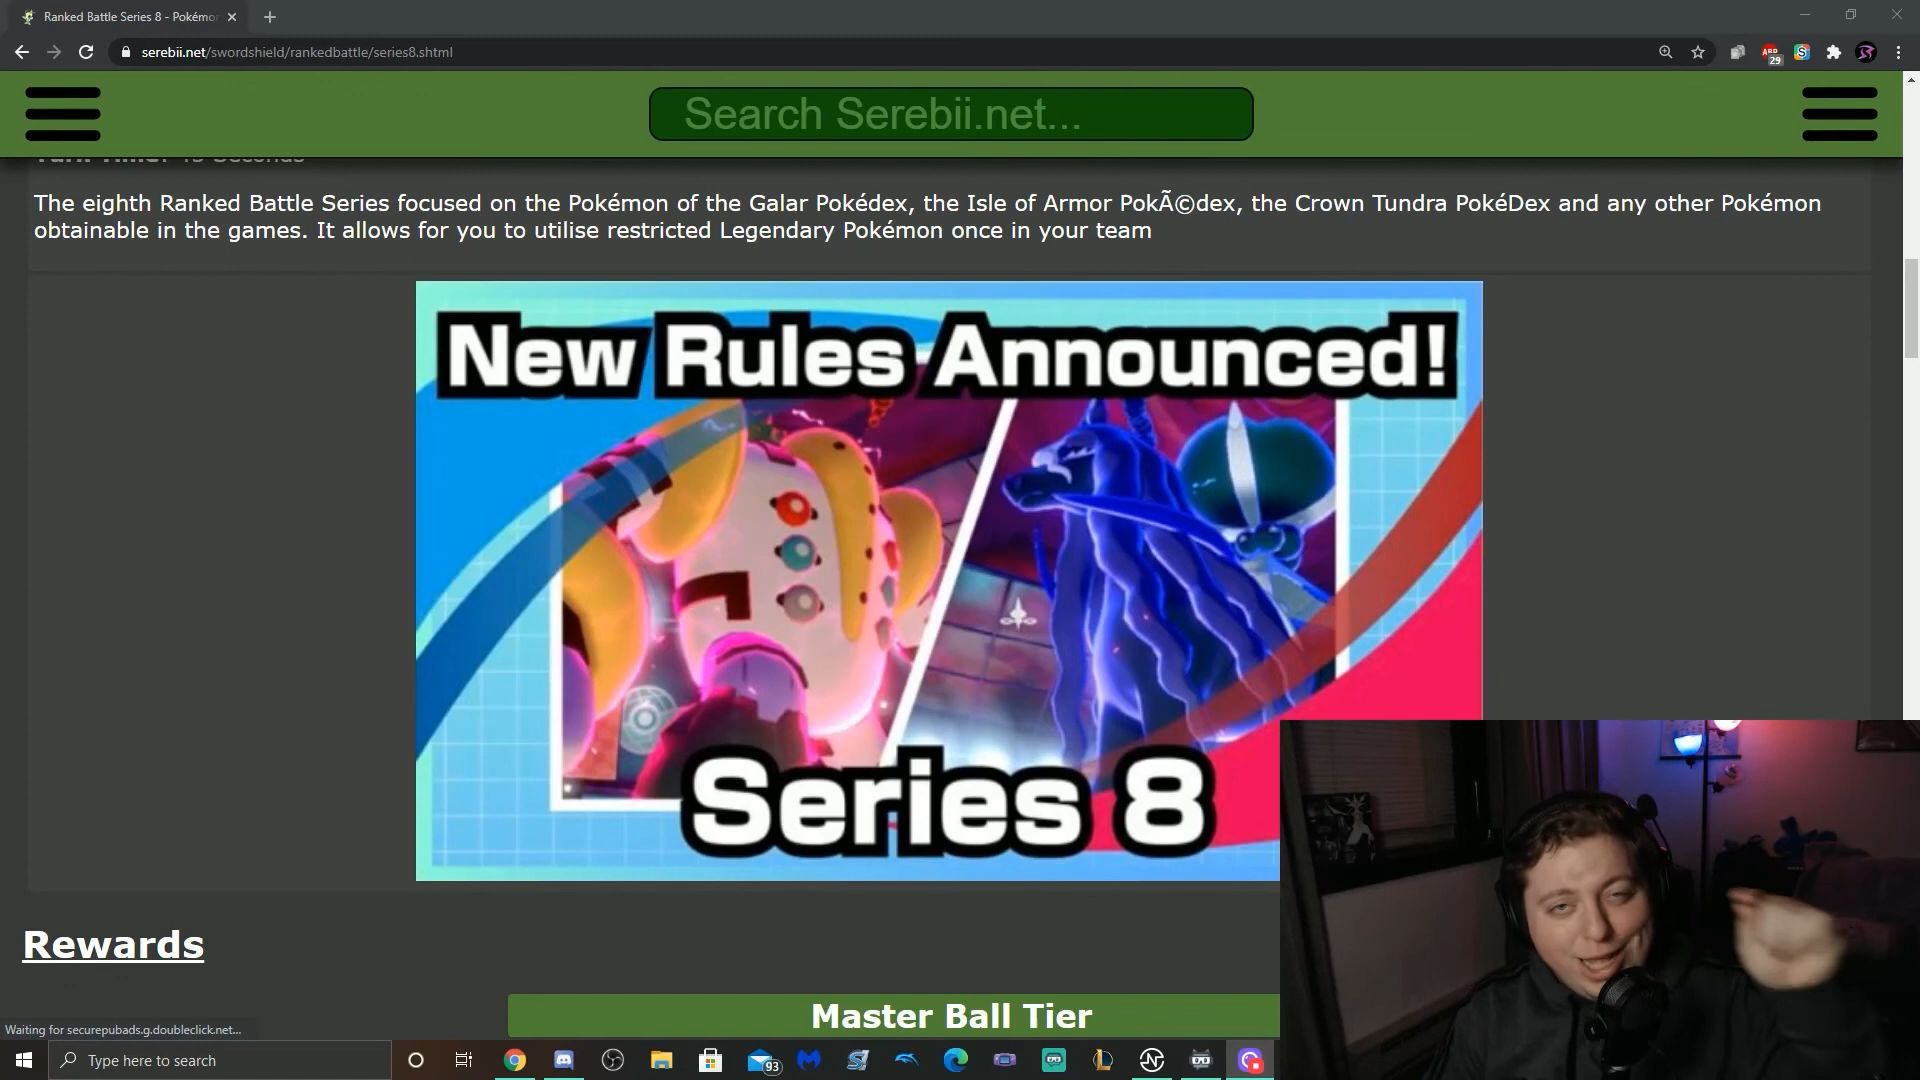 Ranked Battle Series 8 - Pokémon
serebii.net/swordshield/rankedbattle/series8.shtml
ABP
29
Search Serebii.net...
The eighth Ranked Battle Series focused on the Pokémon of the Galar Pokédex, the Isle of Armor PokÃ©dex, the Crown Tundra PokéDex and any other Pokémon
obtainable in the games. It allows for you to utilise restricted Legendary Pokémon once in your team
New Rules Announced!
Series 8
Rewards
Master Ball Tier
Waiting for securepubads.g.doubleclick.net...
Type here to search
93